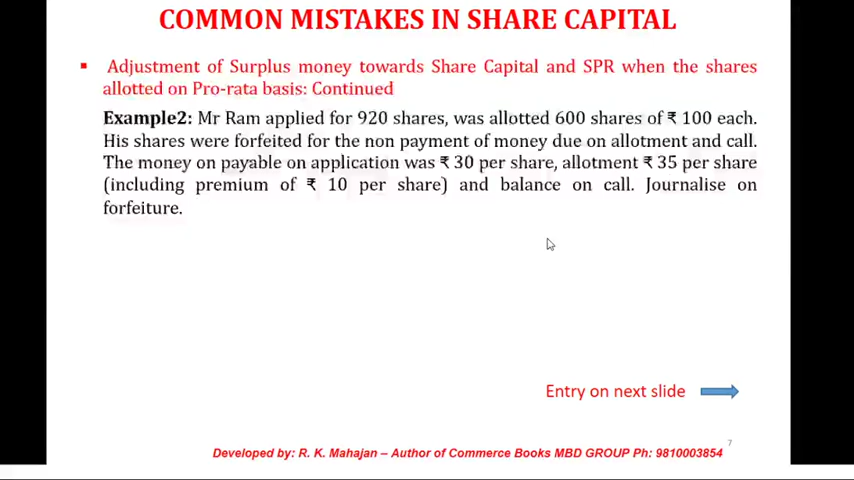 COMMON MISTAKES IN SHARE CAPITAL
▪ Adjustment of Surplus money towards Share Capital and SPR when the shares
allotted on Pro-rata basis: Continued
Example2: Mr Ram applied for 920 shares, was allotted 600 shares of ₹ 100 each.
His shares were forfeited for the non payment of money due on allotment and call.
The money on payable on application was ₹ 30 per share, allotment ₹ 35 per share
(including premium of ₹ 10 per share) and balance on call. Journalise on
forfeiture.
Entry on next slide
7
Developed by: R. K. Mahajan – Author of Commerce Books MBD GROUP Ph: 9810003854